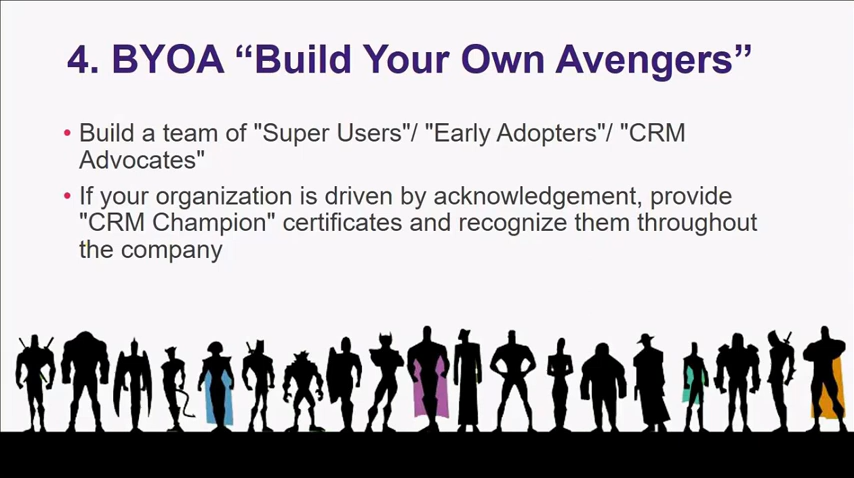 4. BYOA “Build Your Own Avengers”
• Build a team of "Super Users"/ "Early Adopters"/ "CRM
Advocates"
• If your organization is driven by acknowledgement, provide
"CRM Champion" certificates and recognize them throughout
the company